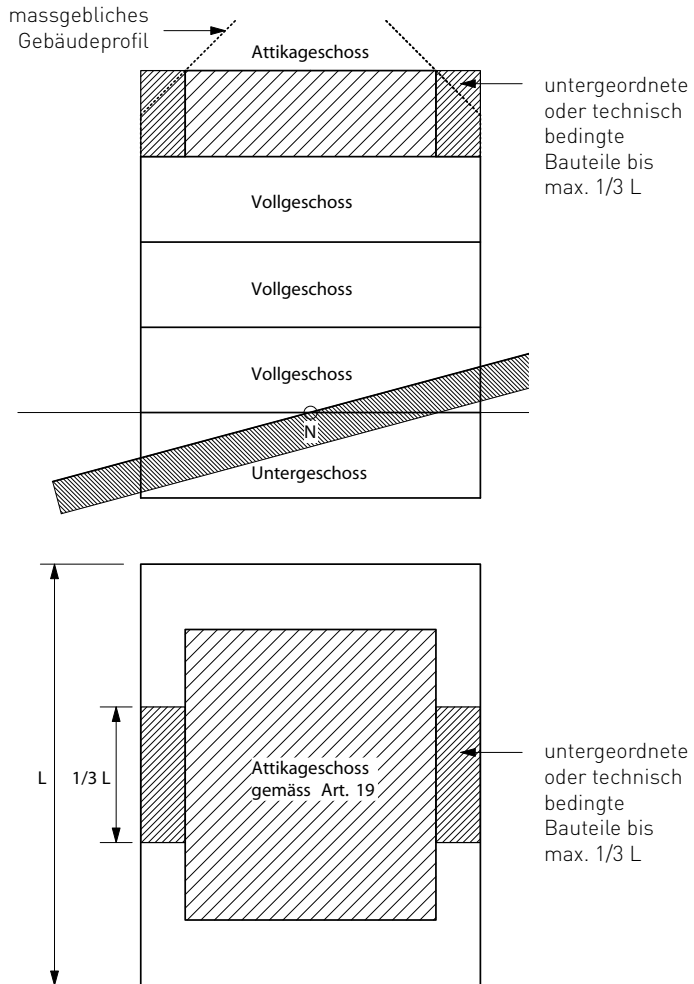 massgebliches
Gebäudeprofil
Attikageschoss
untergeordnete
oder technisch
bedingte
Bauteile bis
max. 1/3 L
Vollgeschoss
Vollgeschoss
Vollgeschoss
N
Untergeschoss
L
1/3 L
Attikageschoss
gemäss Art. 19
untergeordnete
oder technisch
bedingte
Bauteile bis
max. 1/3 L